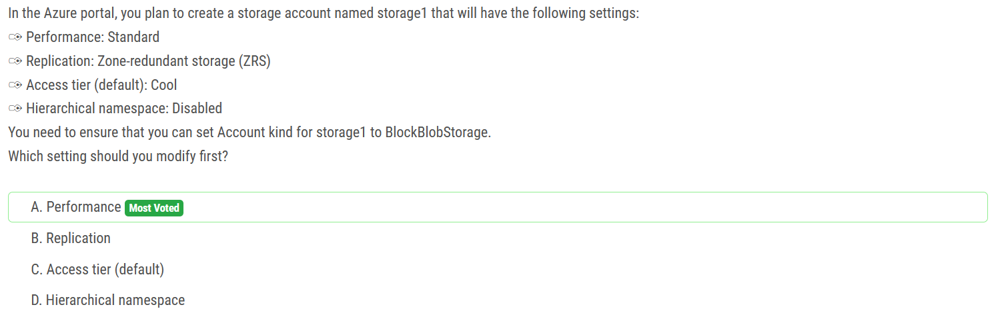 In the Azure portal, you plan to create a storage account named storage1 that will have the following settings:
Performance: Standard
Replication: Zone-redundant storage (ZRS)
Access tier (default): Cool
Hierarchical namespace: Disabled
You need to ensure that you can set Account kind for storage1 to BlockBlobStorage.
Which setting should you modify first?
A. Performance Most Voted
B. Replication
C. Access tier (default)
D. Hierarchical namespace